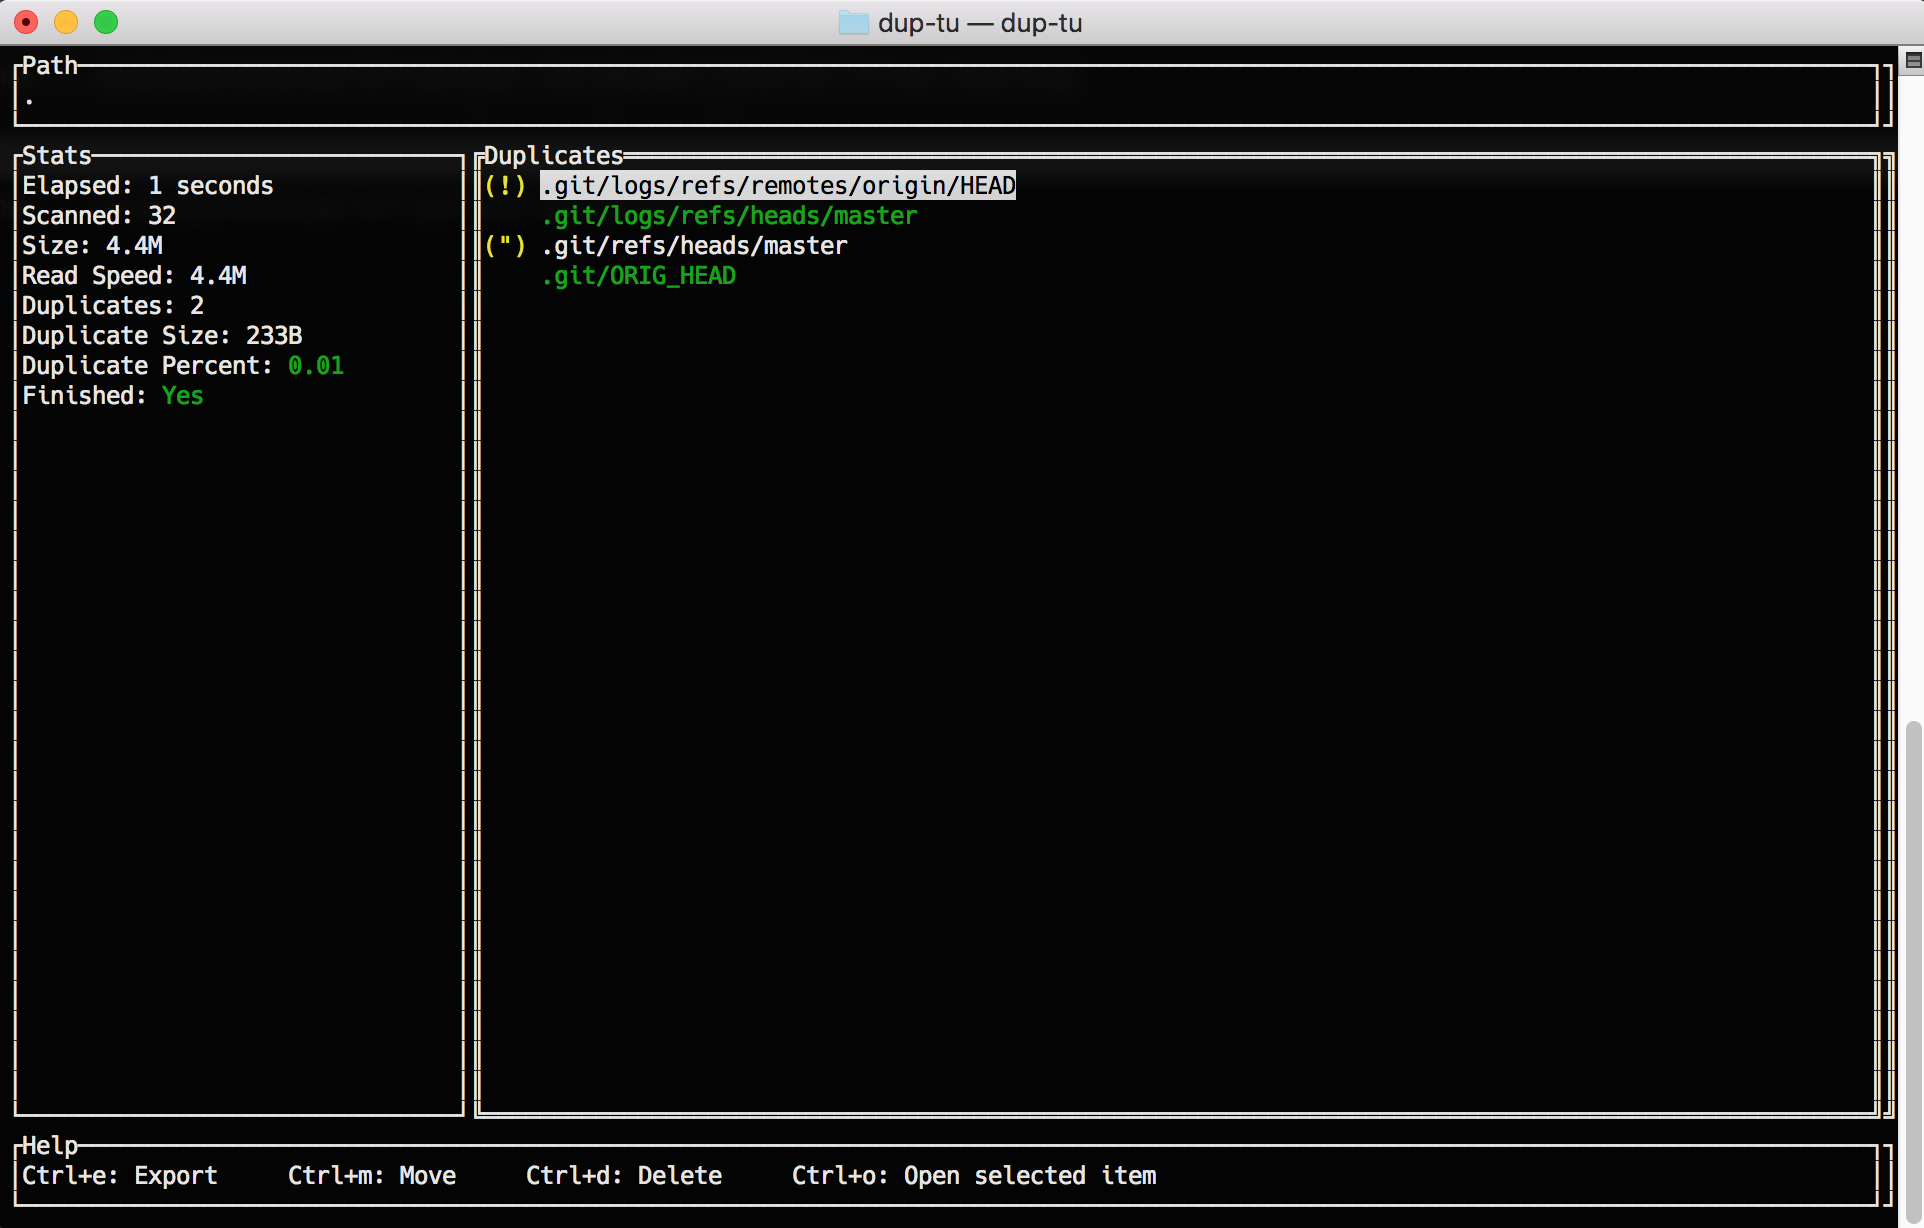 dup-tu — dup-tu
Path
.
Stats
Elapsed: 1 seconds
Scanned: 32
Size: 4.4M
Read Speed: 4.4M
Duplicates: 2
Duplicate Size: 233B
Duplicate Percent: 0.01
Finished: Yes
Duplicates
(!) .git/logs/refs/remotes/origin/HEAD
.git/logs/refs/heads/master
(") .git/refs/heads/master
.git/ORIG_HEAD
Help
Ctrl+e: Export     Ctrl+m: Move     Ctrl+d: Delete     Ctrl+o: Open selected item